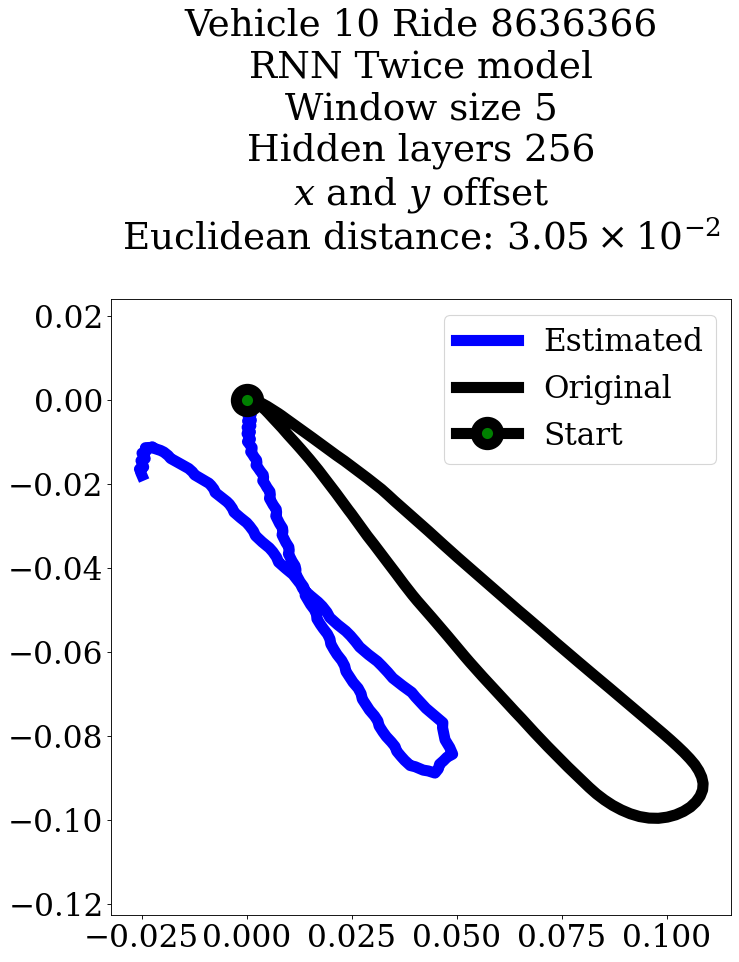 Vehicle 10 Ride 8636366
RNN Twice model
Window size 5
Hidden layers 256
x and y offset
Euclidean distance: 3.05 × 10⁻²
Estimated
Original
Start
0.02
0.00
−0.02
−0.04
−0.06
−0.08
−0.10
−0.12
−0.025 0.000 0.025 0.050 0.075 0.100